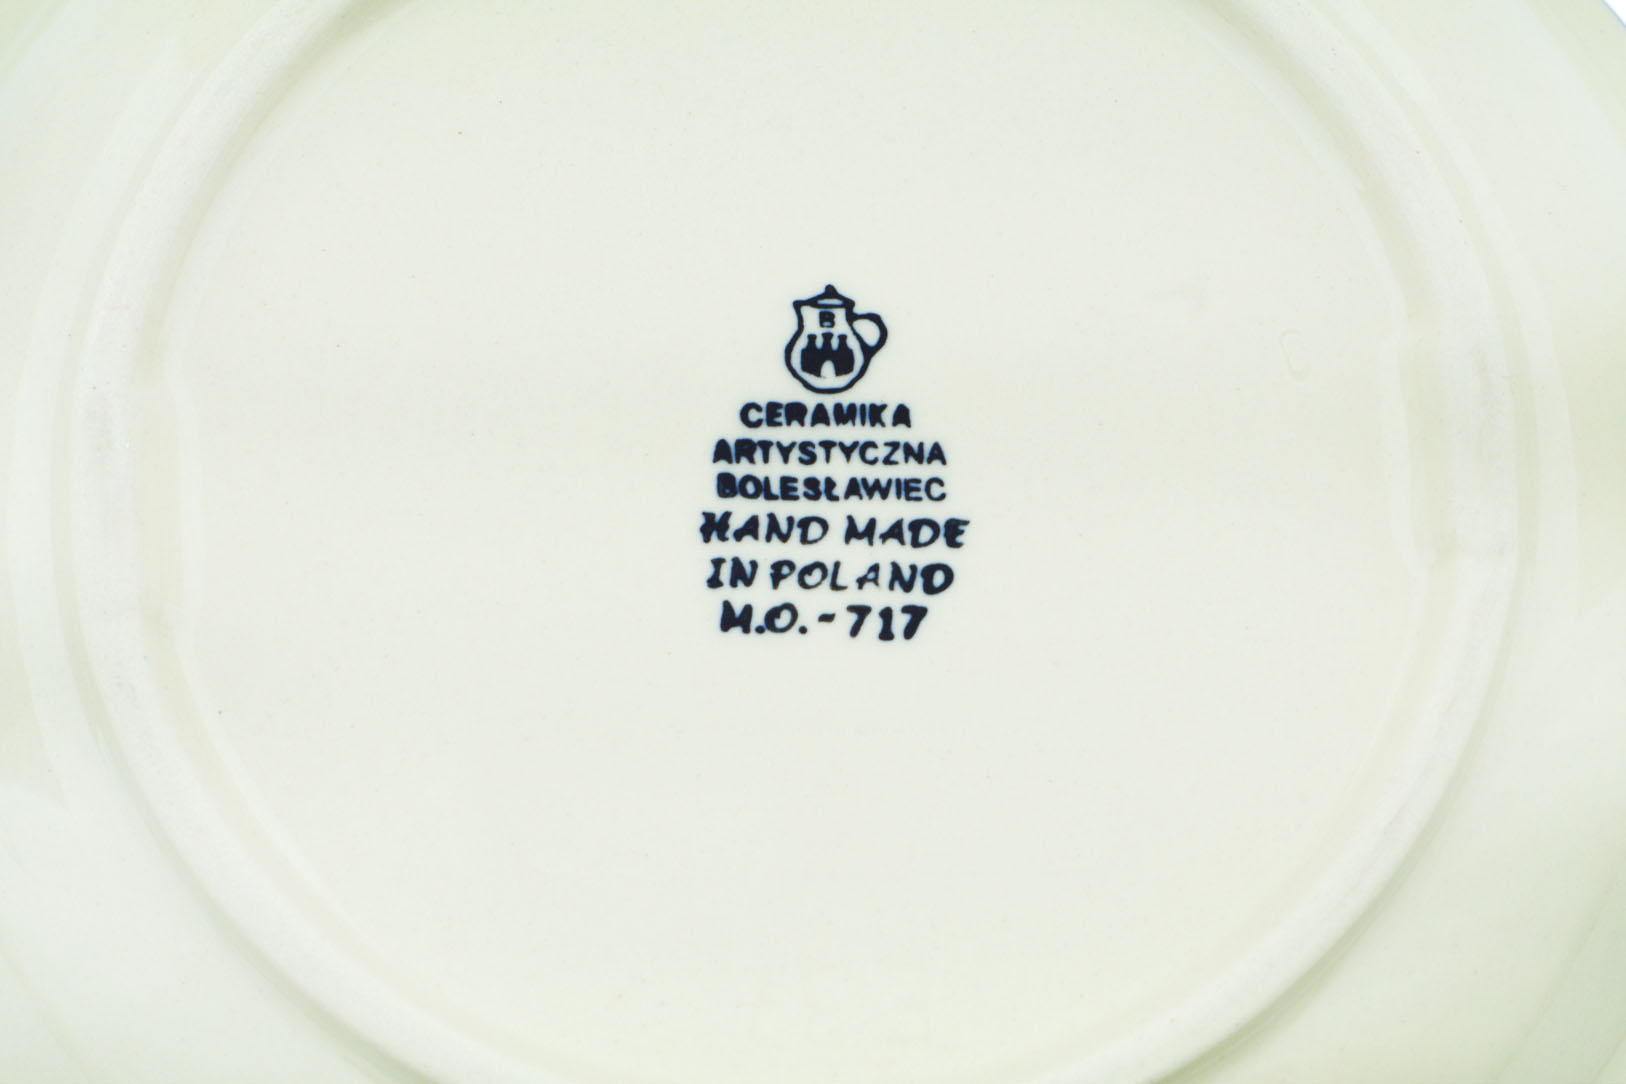 B
CERAMIKA
ARTYSTYCZNA
BOLESŁAWIEC
HAND MADE
IN POLAND
M.O.-717